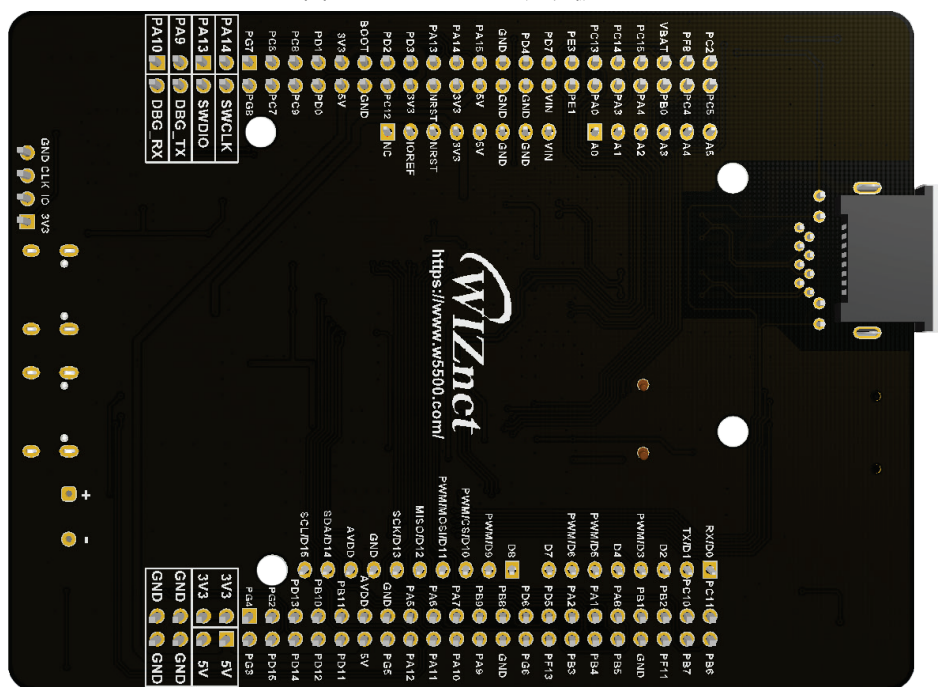 PC2 PC5 A5 RX/D0 PC11 PB6
PF8 PC4 A4 TX/D1 PC10 PB7
VBAT PB0 A3 D2 PB2 PF11
PC15 PA4 A2 PWM/D3 PB1 GND
PC14 PA3 A1 D4 PA8 PB5
PC13 PA0 A0 PWM/D5 PA1 PB4
PE3 PE1 PWM/D6 PA2 PB3
PD7 VIN VIN D7 PD5 PF13
PD4 GND GND D8 PD6 PG6
GND GND GND PWM/D9 PB8 GND
PA15 5V 5V PWM/CS/D10 PB9 PA9
PA14 3V3 3V3 PWM/MOSI/D11 PA7 PA10
PA13 NRST NRST MISO/D12 PA6 PA11
PD3 3V3 IOREF SCK/D13 PA5 PA12
PD2 PC12 NC GND GND PG5
BOOT GND AVDD AVDD 5V
3V3 5V SDA/D14 PB11 PD11
PD1 PD0 SCL/D15 PB10 PD12
PC8 PC9 PD13 PD14
PC6 PC7 PG2 PD15
PG7 PG8 PG4 PG3
WIZnet
https://www.w5500.com/
PA14 SWCLK
PA13 SWDIO
PA9 DBG_TX
PA10 DBG_RX
3V3 5V
3V3 5V
GND GND
GND GND
GND CLK IO 3V3
+
-